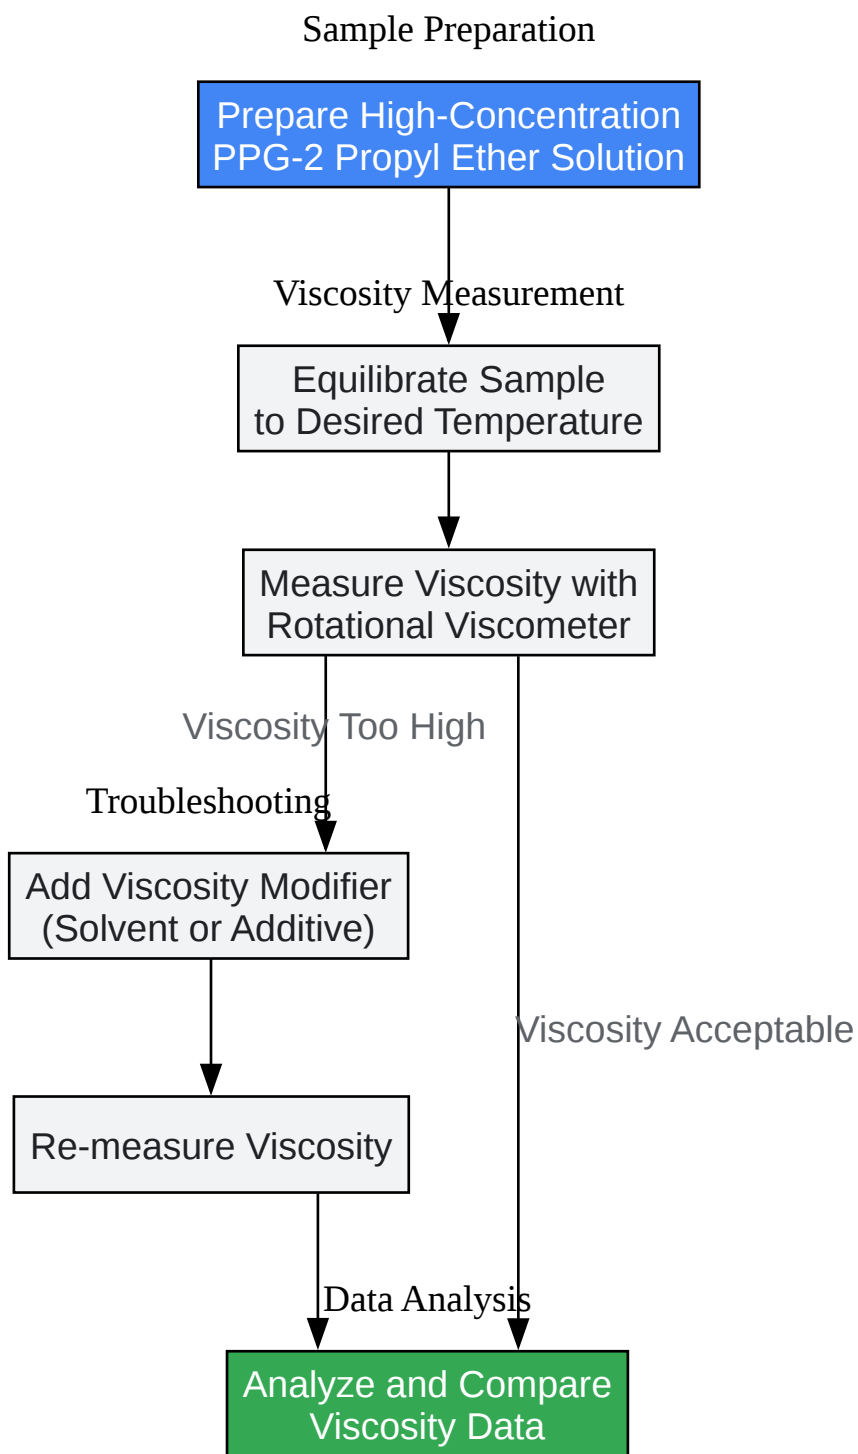 Sample Preparation
Prepare High-Concentration
PPG-2 Propyl Ether Solution
Viscosity Measurement
Equilibrate Sample
to Desired Temperature
Measure Viscosity with
Rotational Viscometer
Viscosity Too High
Troubleshooting
Add Viscosity Modifier
(Solvent or Additive)
Viscosity Acceptable
Re-measure Viscosity
Data Analysis
Analyze and Compare
Viscosity Data